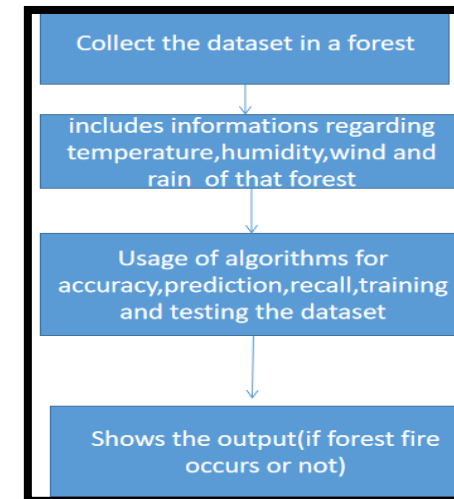 Collect the dataset in a forest
includes informations regarding
temperature,humidity,wind and
rain of that forest
Usage of algorithms for
accuracy,prediction,recall,training
and testing the dataset
Shows the output(if forest fire
occurs or not)